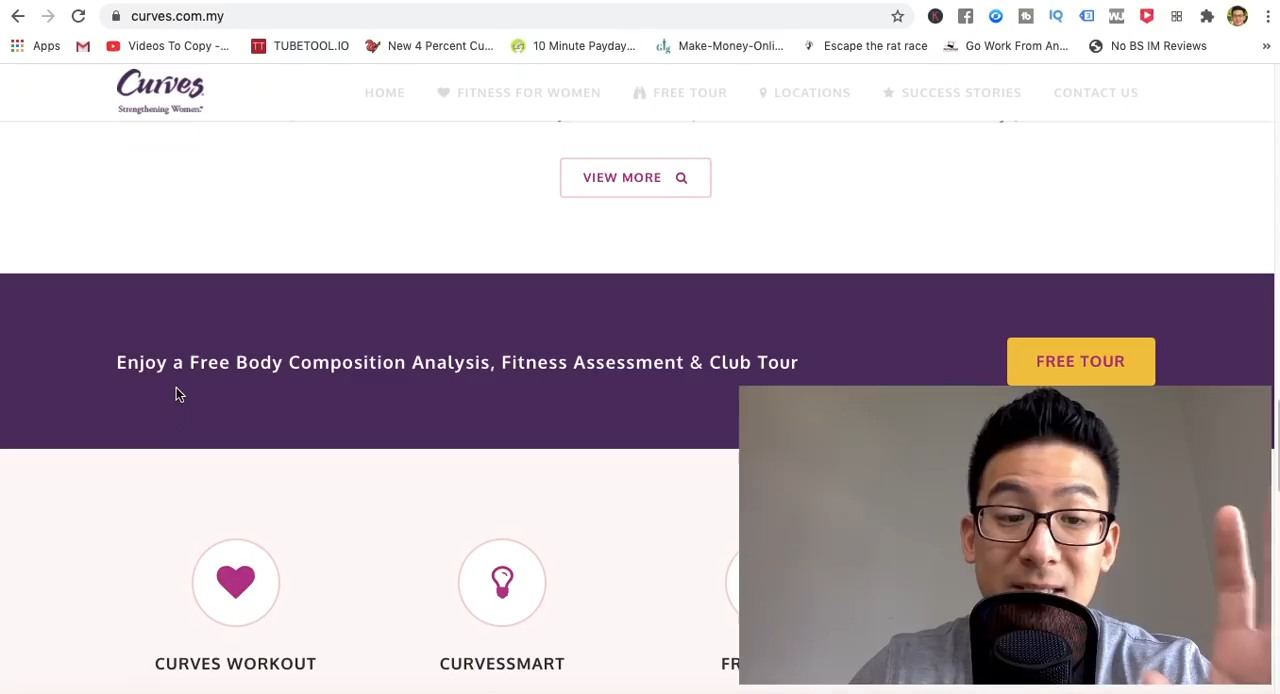 curves.com.my
Apps
Videos To Copy -...
TT TUBETOOL.IO
New 4 Percent Cu...
10 Minute Payday...
Make-Money-Onli...
Escape the rat race
Go Work From An...
No BS IM Reviews
»
Curves
Strengthening Women.
HOME
FITNESS FOR WOMEN
FREE TOUR
LOCATIONS
SUCCESS STORIES
CONTACT US
VIEW MORE
Enjoy a Free Body Composition Analysis, Fitness Assessment & Club Tour
FREE TOUR
CURVES WORKOUT
CURVESSMART
FR